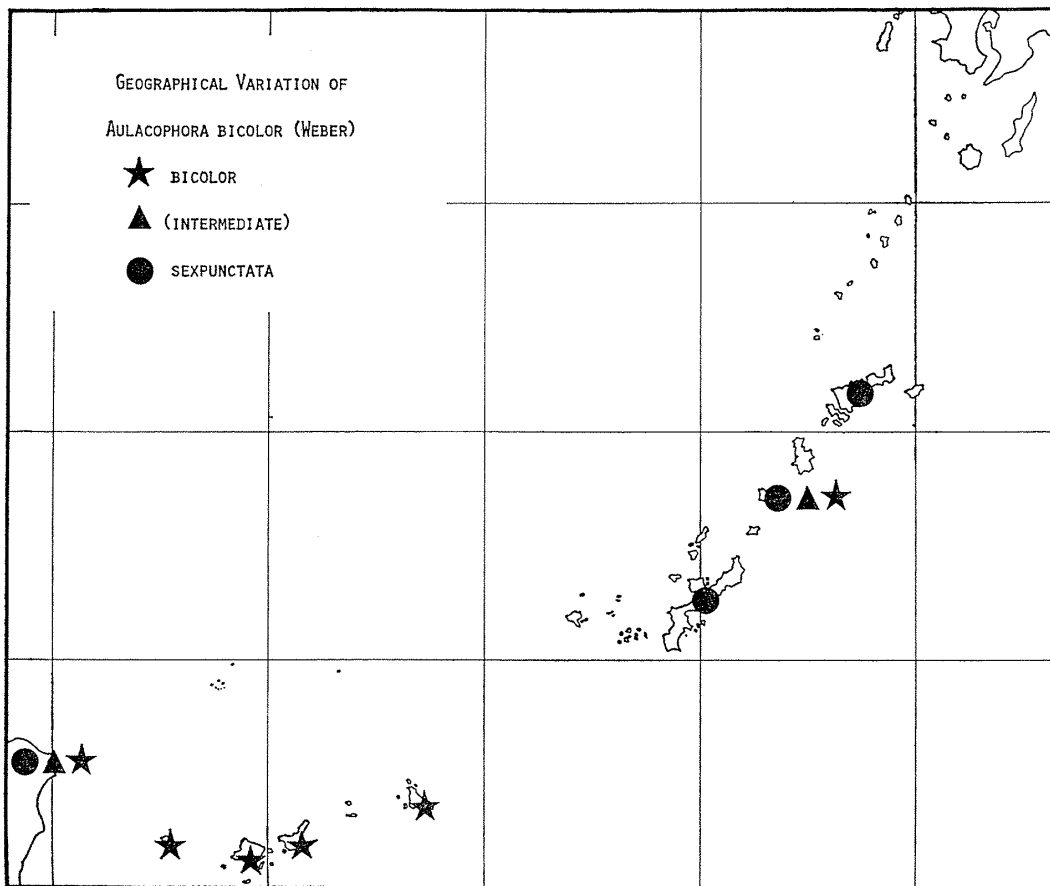 GEOGRAPHICAL VARIATION OF
AULACOPHORA BICOLOR (WEBER)
BICOLOR
(INTERMEDIATE)
SEXPUNCTATA